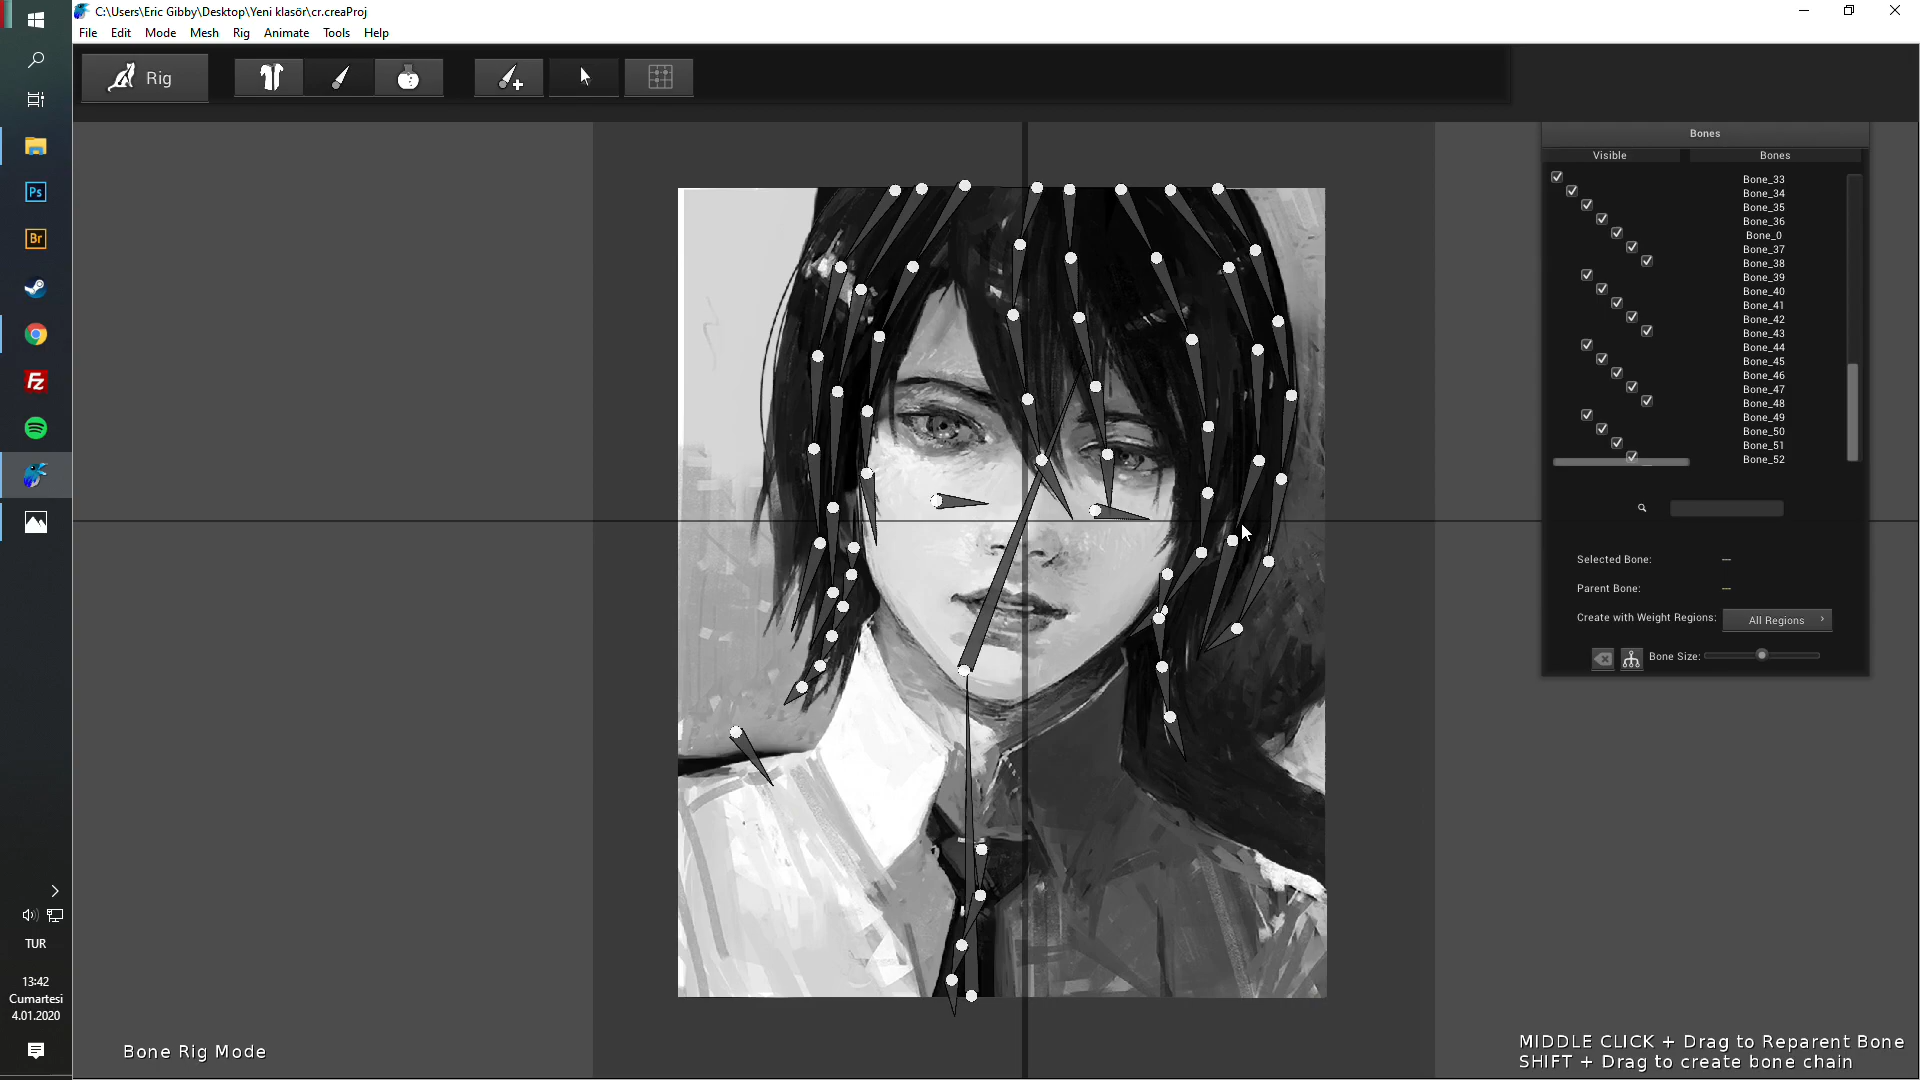 C:\Users\Eric Gibby\Desktop\Yeni klasör\cr.creaProj
File Edit Mode Mesh Rig Animate Tools Help
Rig
Bones
Visible Bones
Bone_33
Bone_34
Bone_35
Bone_36
Bone_0
Bone_37
Bone_38
Bone_39
Bone_40
Bone_41
Bone_42
Bone_43
Bone_44
Bone_45
Bone_46
Bone_47
Bone_48
Bone_49
Bone_50
Bone_51
Bone_52
Selected Bone: —
Parent Bone: —
Create with Weight Regions: All Regions
Bone Size:
Ps
Br
Fz
TUR
13:42
Cumartesi
4.01.2020
Bone Rig Mode
MIDDLE CLICK + Drag to Reparent Bone
SHIFT + Drag to create bone chain